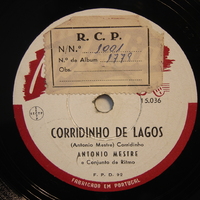 R. C. P.
N/N.º 1001
N.º do Album 1779
Obs.
15.036
CORRIDINHO DE LAGOS
(Antonio Mestre) Corridinho
ANTONIO MESTRE
e Conjunto de Ritmo
F. P. D. 92
FABRICADO EM PORTUGAL